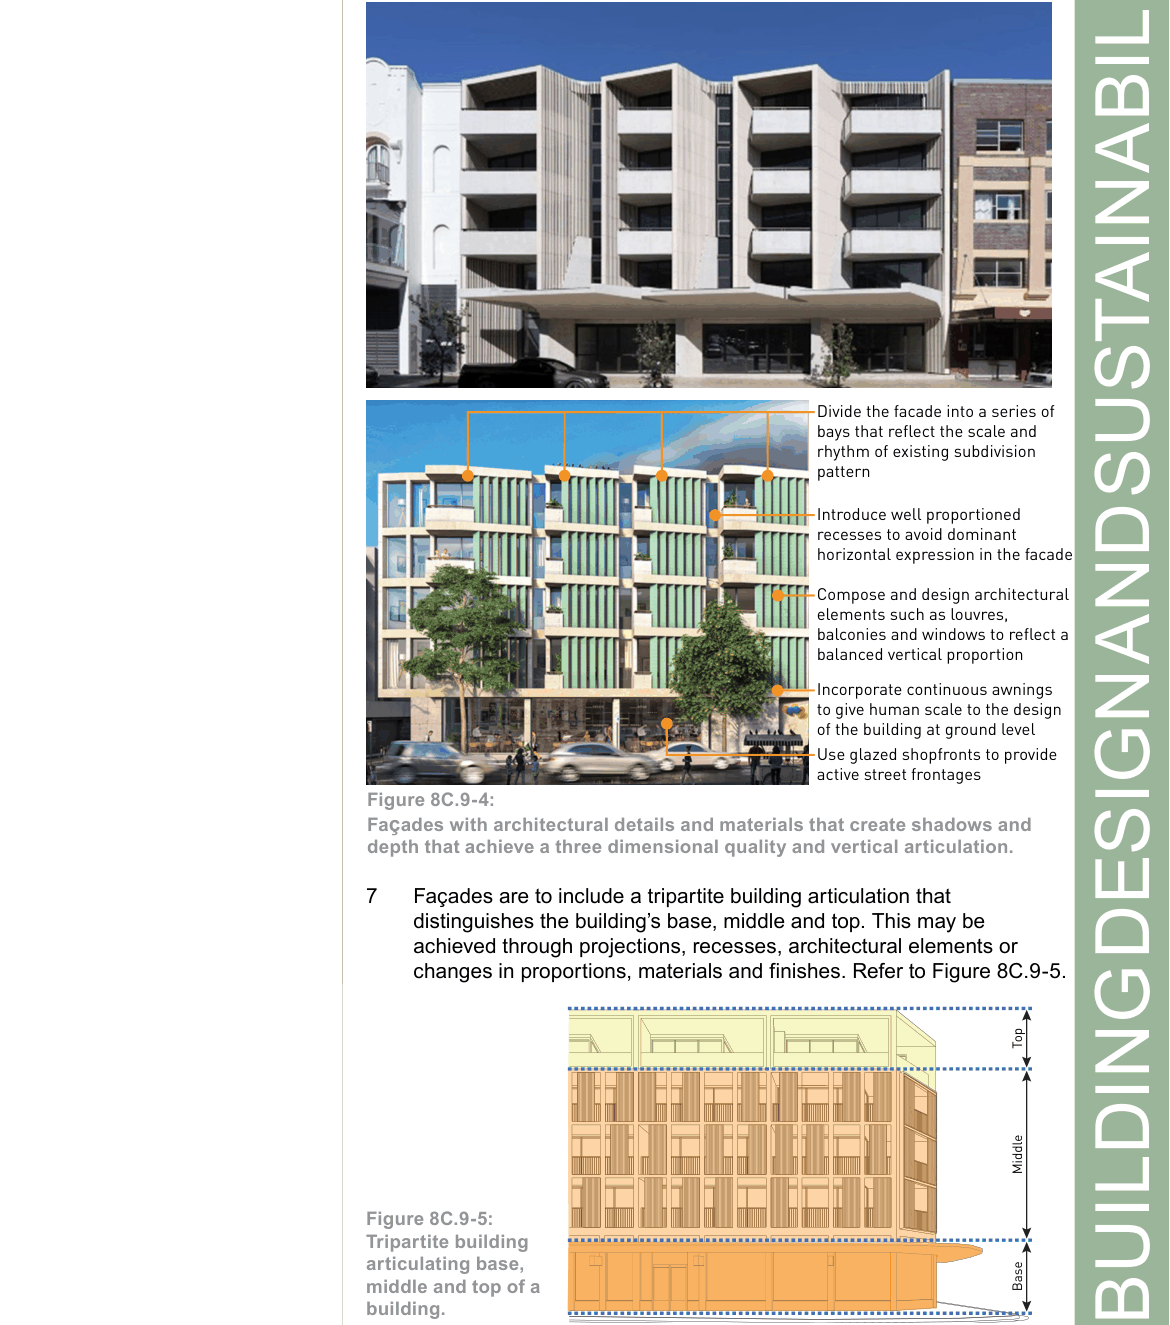 Divide the facade into a series of
bays that reflect the scale and
rhythm of existing subdivision
pattern
Introduce well proportioned
recesses to avoid dominant
horizontal expression in the facade
Compose and design architectural
elements such as louvres,
balconies and windows to reflect a
balanced vertical proportion
Incorporate continuous awnings
to give human scale to the design
of the building at ground level
Use glazed shopfronts to provide
active street frontages
Figure 8C.9-4:
Façades with architectural details and materials that create shadows and
depth that achieve a three dimensional quality and vertical articulation.
7 Façades are to include a tripartite building articulation that
distinguishes the building’s base, middle and top. This may be
achieved through projections, recesses, architectural elements or
changes in proportions, materials and finishes. Refer to Figure 8C.9-5.
Top
Middle
Base
Figure 8C.9-5:
Tripartite building
articulating base,
middle and top of a
building.
BUILDINGDESIGNANDSUSTAINABIL